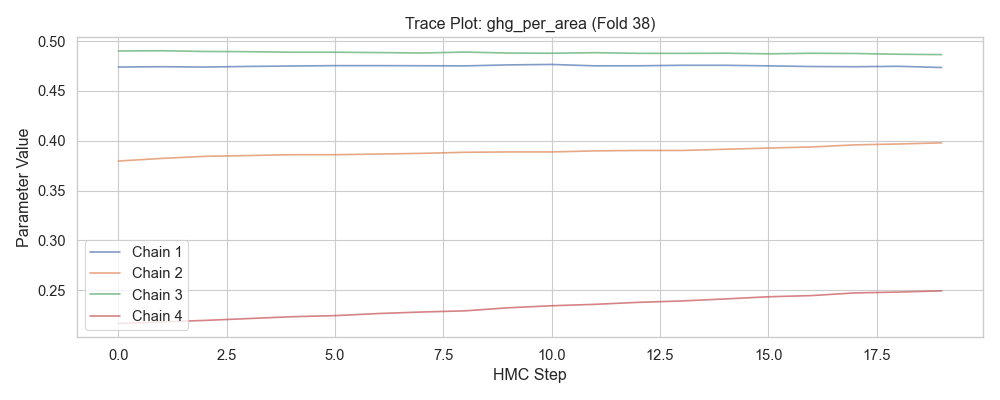 Trace Plot: ghg_per_area (Fold 38)
Parameter Value
0.50
0.45
0.40
0.35
0.30
0.25
Chain 1
Chain 2
Chain 3
Chain 4
0.0 2.5 5.0 7.5 10.0 12.5 15.0 17.5
HMC Step